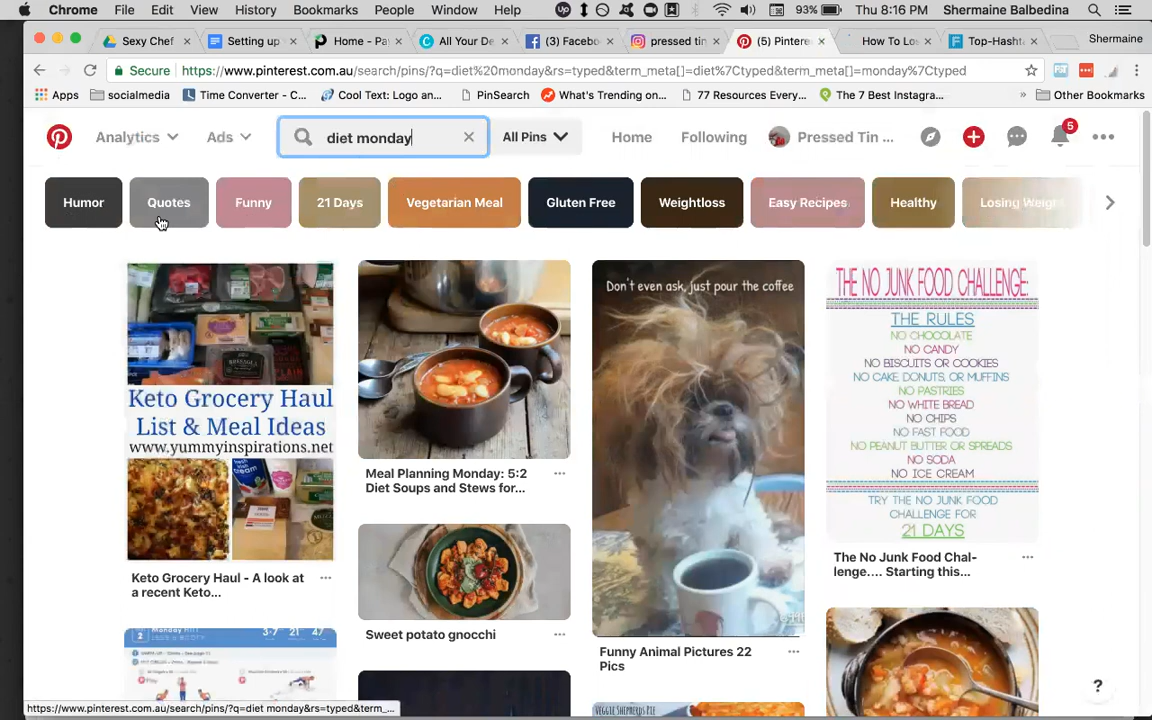 Chrome File Edit View History Bookmarks People Window Help 93% Thu 8:16 PM Shermaine Balbedina
Sexy Chef Setting up Home - Pay All Your De (3) Facebo pressed tin (5) Pintere How To Los Top-Hasht Shermaine
Secure https://www.pinterest.com.au/search/pins/?q=diet%20monday&rs=typed&term_meta[]=diet%7Ctyped&term_meta[]=monday%7Ctyped
Apps socialmedia Time Converter - C... Cool Text: Logo an... PinSearch What's Trending on... 77 Resources Every... The 7 Best Instagra... » Other Bookmarks
Analytics Ads diet monday All Pins Home Following Pressed Tin ... 5
Humor Quotes Funny 21 Days Vegetarian Meal Gluten Free Weightloss Easy Recipes Healthy Losing Weight
Keto Grocery Haul
List & Meal Ideas
www.yummyinspirations.net
Keto Grocery Haul - A look at
a recent Keto...
Monday
Meal Planning Monday: 5:2
Diet Soups and Stews for...
Sweet potato gnocchi
Don't even ask, just pour the coffee
Funny Animal Pictures 22
Pics
VEGGIE SHEPHERDS PIE
THE NO JUNK FOOD CHALLENGE:
THE RULES
NO CHOCOLATE
NO CANDY
NO BISCUITS OR COOKIES
NO CAKE, DONUTS, OR MUFFINS
NO PASTRIES
NO WHITE BREAD
NO CHIPS
NO FAST FOOD
NO PEANUT BUTTER OR SPREADS
NO SODA
NO ICE CREAM
TRY THE NO JUNK FOOD
CHALLENGE FOR
21 DAYS
The No Junk Food Chal-
lenge.... Starting this...
?
https://www.pinterest.com.au/search/pins/?q=diet monday&rs=typed&term_...